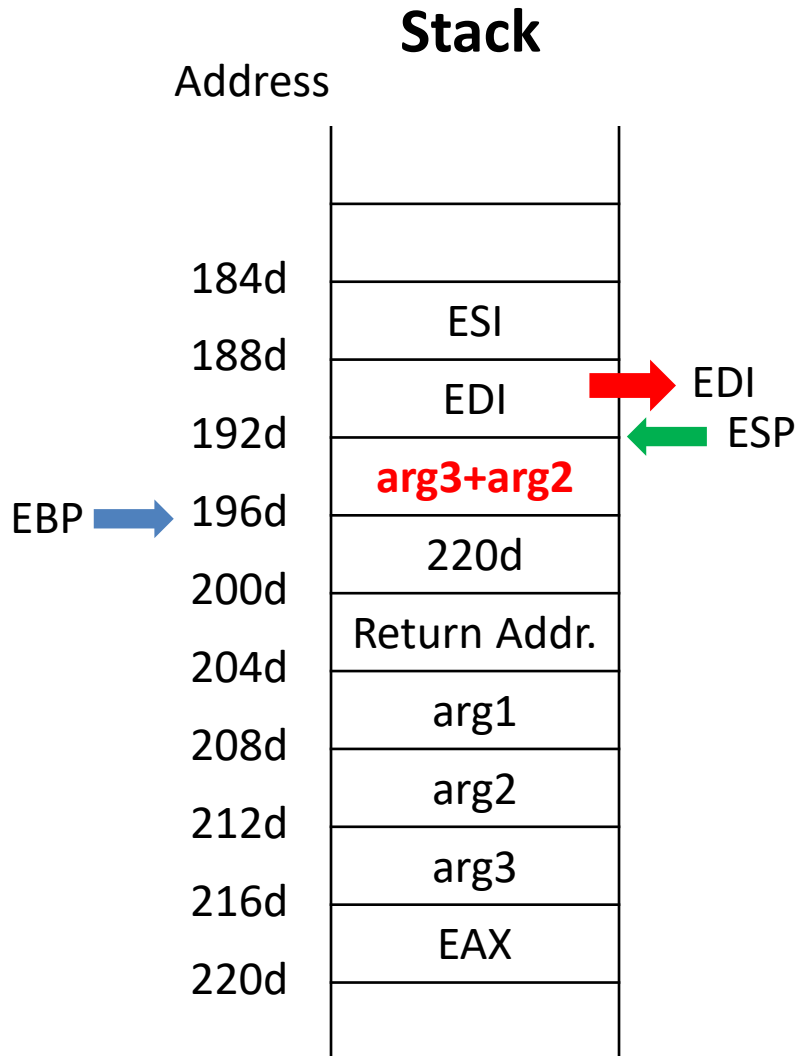 Stack
Address
184d
ESI
188d
EDI
EDI
192d
ESP
arg3+arg2
EBP
196d
220d
200d
Return Addr.
204d
arg1
208d
arg2
212d
arg3
216d
EAX
220d